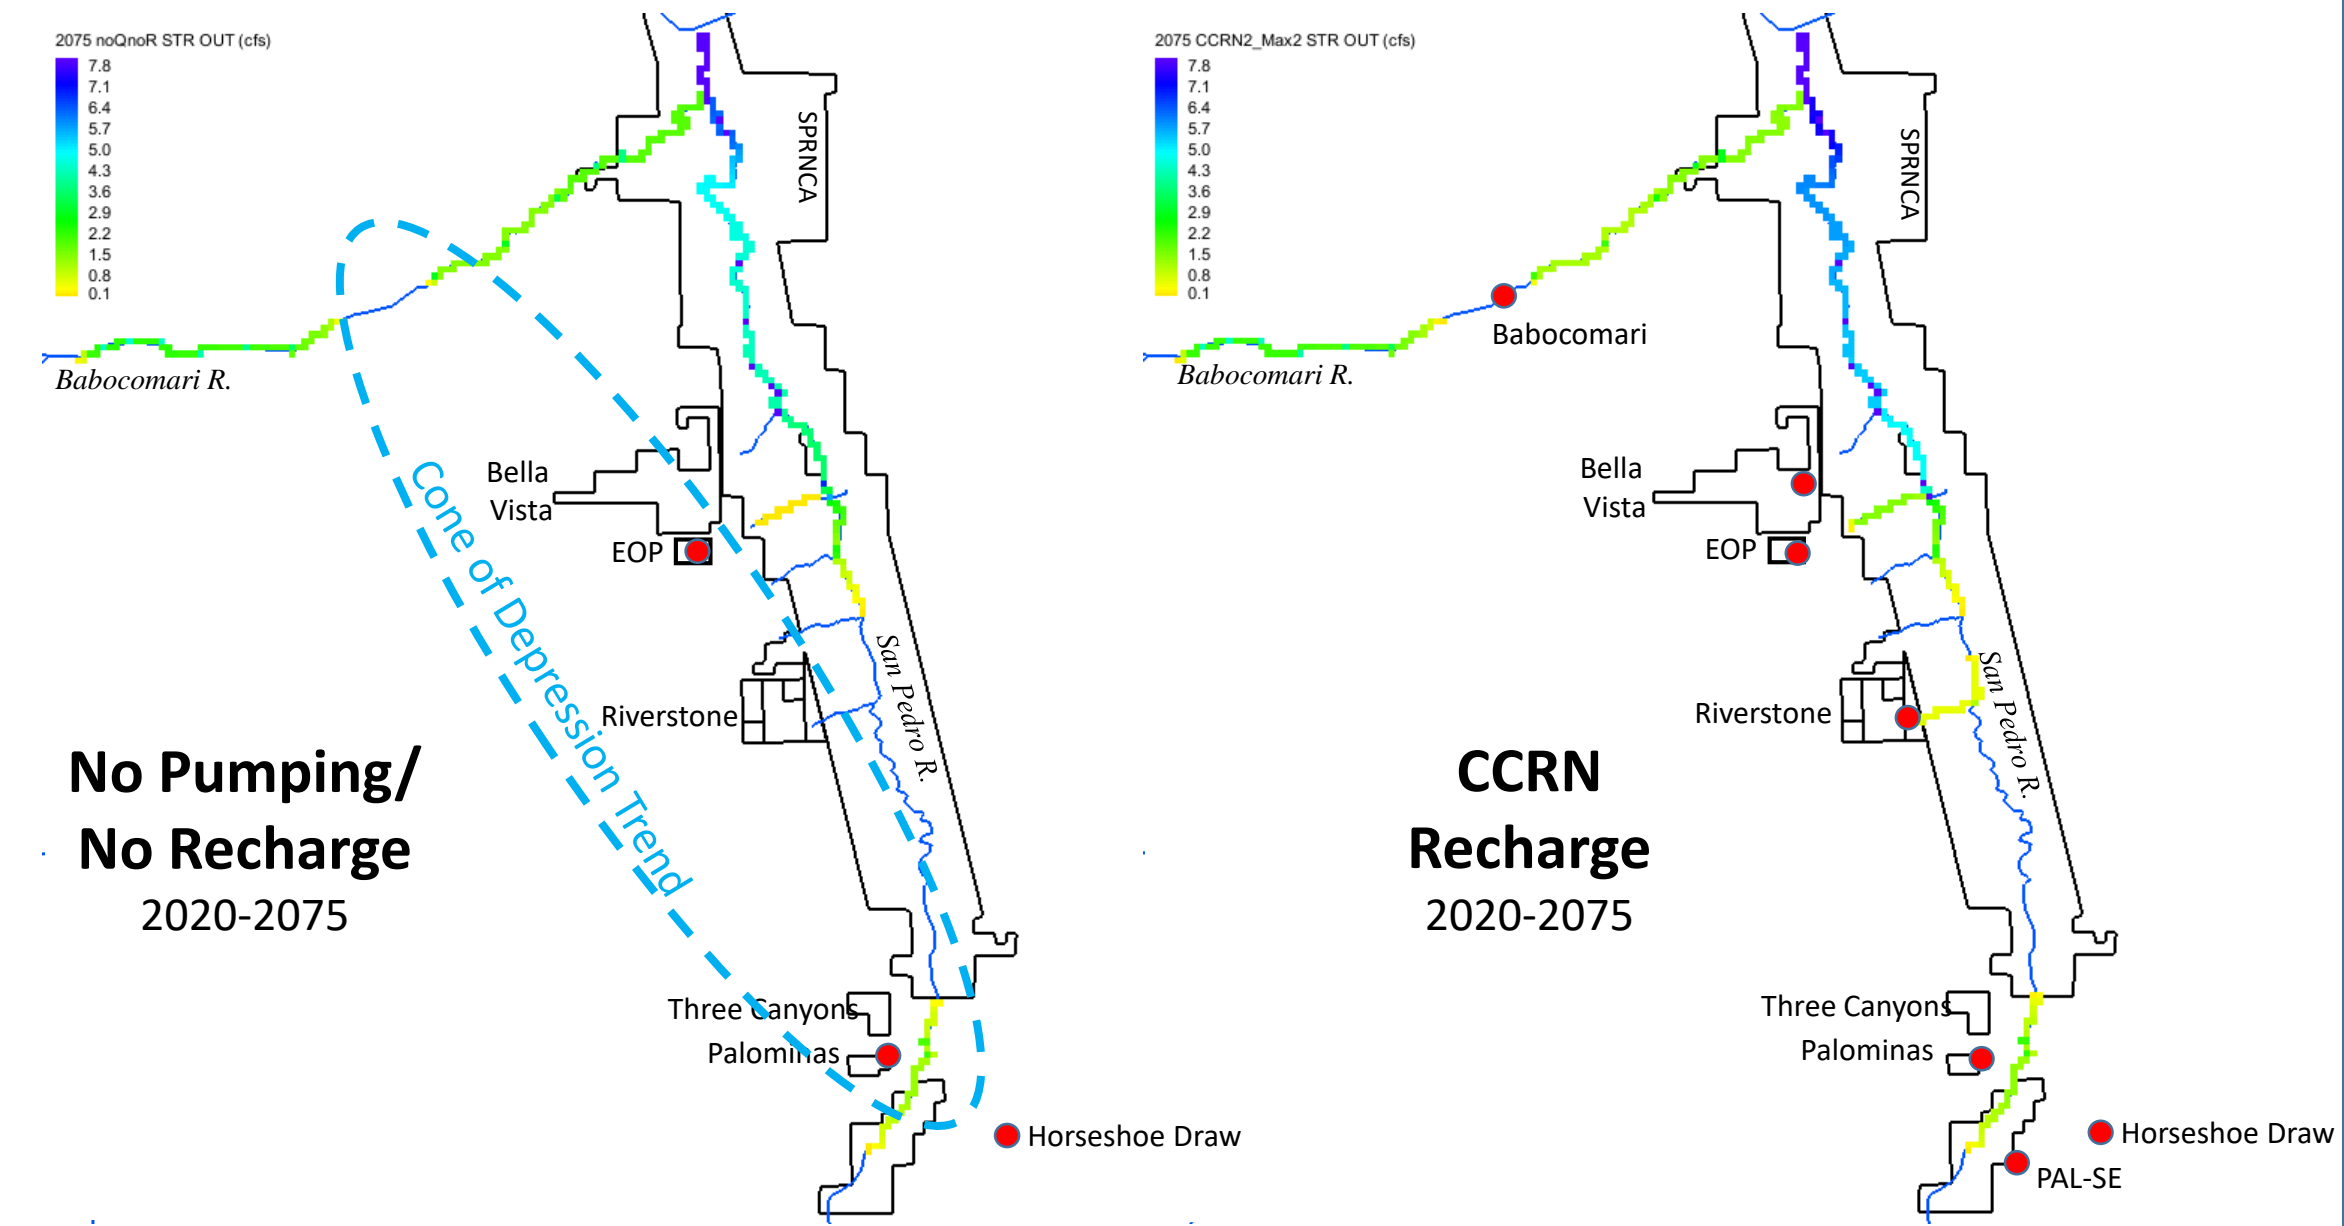 2075 noQnoR STR OUT (cfs)
7.8
7.1
6.4
5.7
5.0
4.3
3.6
2.9
2.2
1.5
0.8
0.1
SPRNCA
Babocomari R.
Bella
Vista
EOP
Cone of Depression Trend
San Pedro R.
Riverstone
No Pumping/
No Recharge
2020-2075
Three Canyons
Palominas
Horseshoe Draw
2075 CCRN2_Max2 STR OUT (cfs)
7.8
7.1
6.4
5.7
5.0
4.3
3.6
2.9
2.2
1.5
0.8
0.1
SPRNCA
Babocomari
Babocomari R.
Bella
Vista
EOP
San Pedro R.
Riverstone
CCRN
Recharge
2020-2075
Three Canyons
Palominas
Horseshoe Draw
PAL-SE